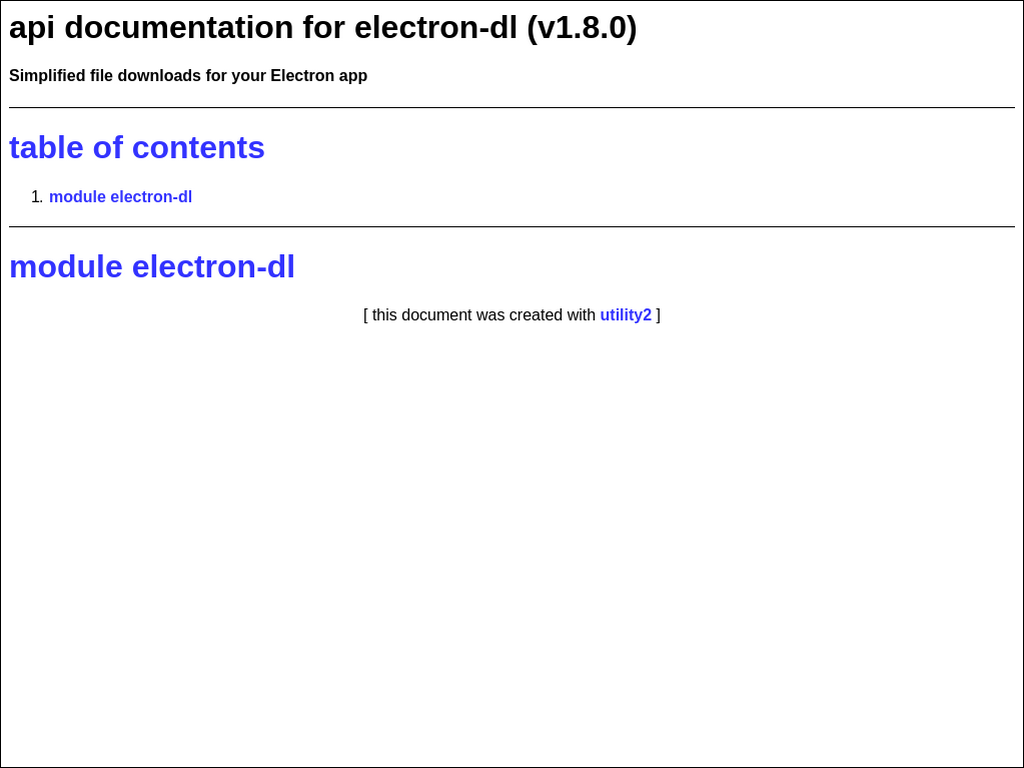 api documentation for electron-dl (v1.8.0)
Simplified file downloads for your Electron app
table of contents
1. module electron-dl
module electron-dl
[ this document was created with utility2 ]